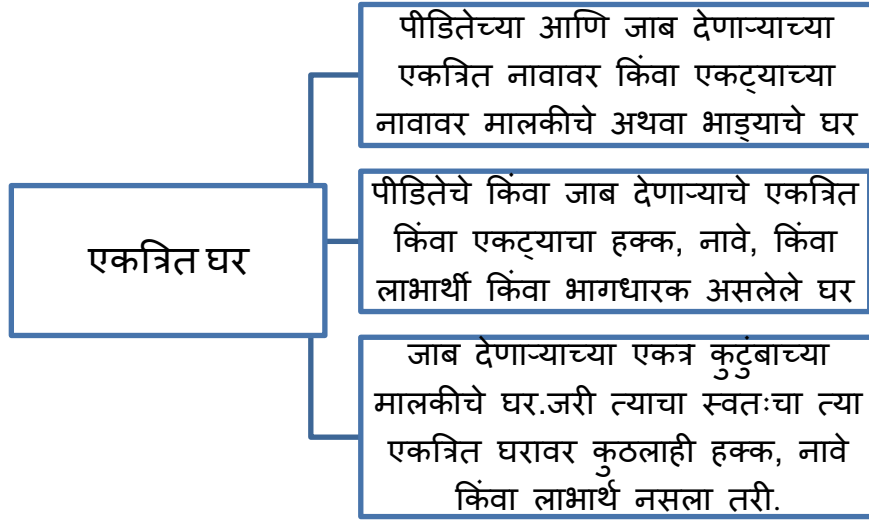 एकत्रित घर
पीडितेच्या आणि जाब देणाऱ्याच्या
एकत्रित नावावर किंवा एकट्याच्या
नावावर मालकीचे अथवा भाड्याचे घर
पीडितेचे किंवा जाब देणाऱ्याचे एकत्रित
किंवा एकट्याचा हक्क, नावे, किंवा
लाभार्थी किंवा भागधारक असलेले घर
जाब देणाऱ्याच्या एकत्र कुटुंबाच्या
मालकीचे घर.जरी त्याचा स्वतःचा त्या
एकत्रित घरावर कुठलाही हक्क, नावे
किंवा लाभार्थ नसला तरी.